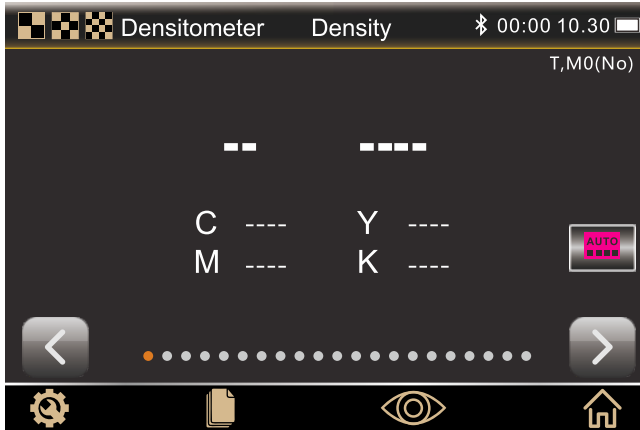 Densitometer Density 00:00 10.30
T,M0(No)
-- ----
C ---- Y ----
M ---- K ----
AUTO